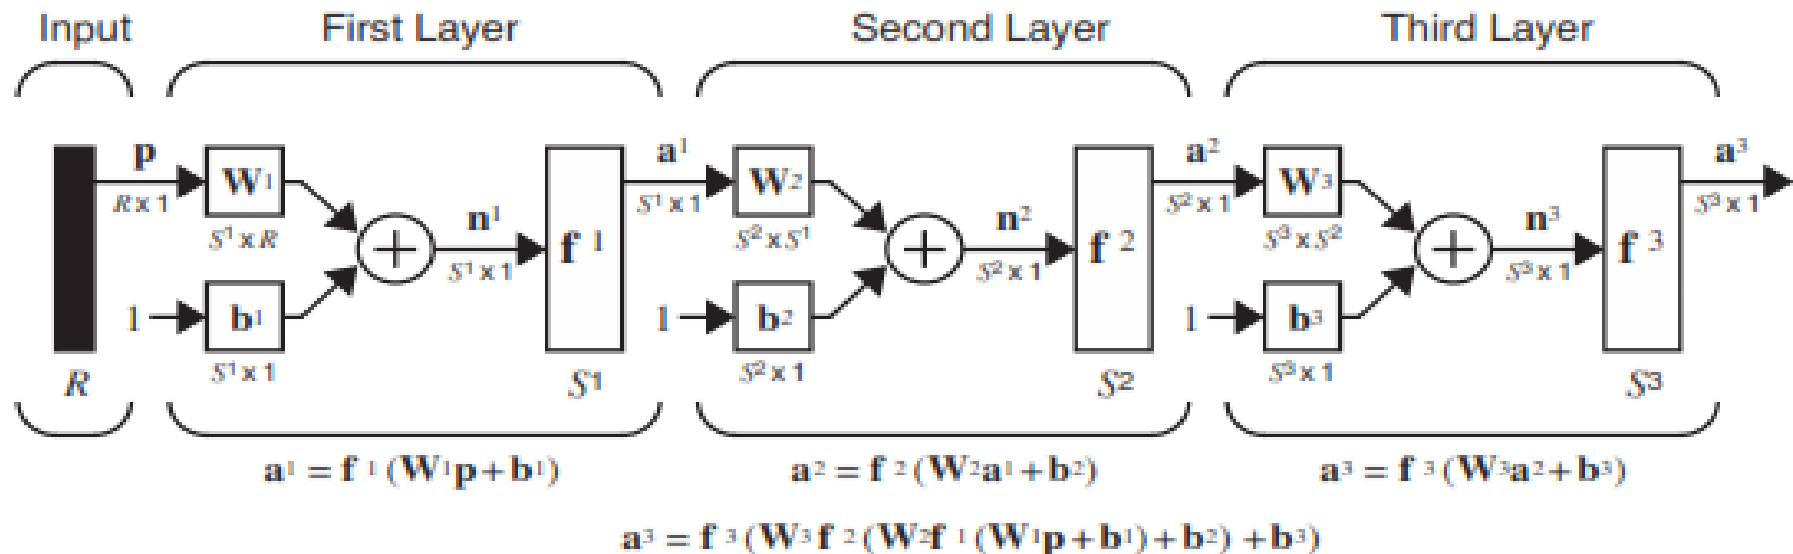 Input First Layer Second Layer Third Layer
p a¹ a² a³
W¹ W² W³
R x 1 S¹ x 1 S² x 1 S³ x 1
S¹ x R n¹ S² x S¹ n² S³ x S² n³
+ f¹ + f² + f³
S¹ x 1 S² x 1 S³ x 1
1 b¹ 1 b² 1 b³
S¹ x 1 S² x 1 S³ x 1
R S¹ S² S³
a¹ = f¹(W¹p + b¹) a² = f²(W²a¹ + b²) a³ = f³(W³a² + b³)
a³ = f³(W³f²(W²f¹(W¹p + b¹) + b²) + b³)